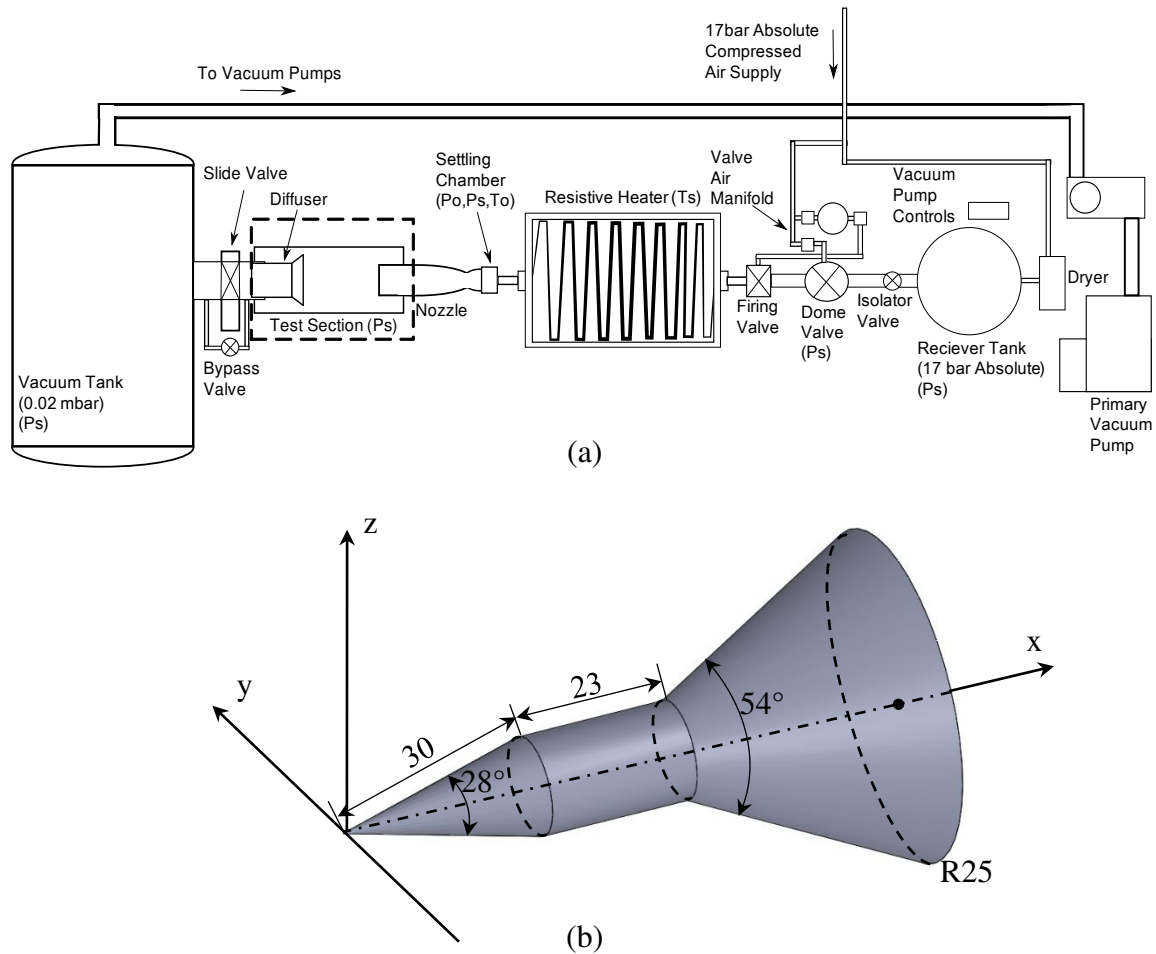 17bar Absolute
Compressed
Air Supply
To Vacuum Pumps
Slide Valve
Diffuser
Settling
Chamber
(Po,Ps,To)
Resistive Heater (Ts)
Valve
Air
Manifold
Vacuum
Pump
Controls
Test Section (Ps)
Nozzle
Bypass
Valve
Vacuum Tank
(0.02 mbar)
(Ps)
Firing
Valve
Dome
Valve
(Ps)
Isolator
Valve
Dryer
Reciever Tank
(17 bar Absolute)
(Ps)
Primary
Vacuum
Pump
(a)
z
y
x
30
23
28°
54°
R25
(b)